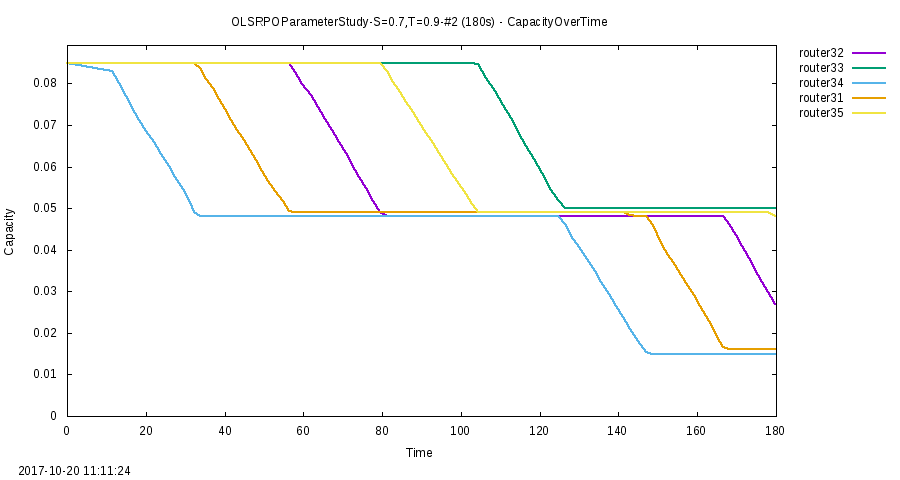 OLSRPOParameterStudy-S=0.7,T=0.9-#2 (180s) - CapacityOverTime
router32
router33
router34
router31
router35
0.08
0.07
0.06
0.05
0.04
0.03
0.02
0.01
0
Capacity
0 20 40 60 80 100 120 140 160 180
Time
2017-10-20 11:11:24